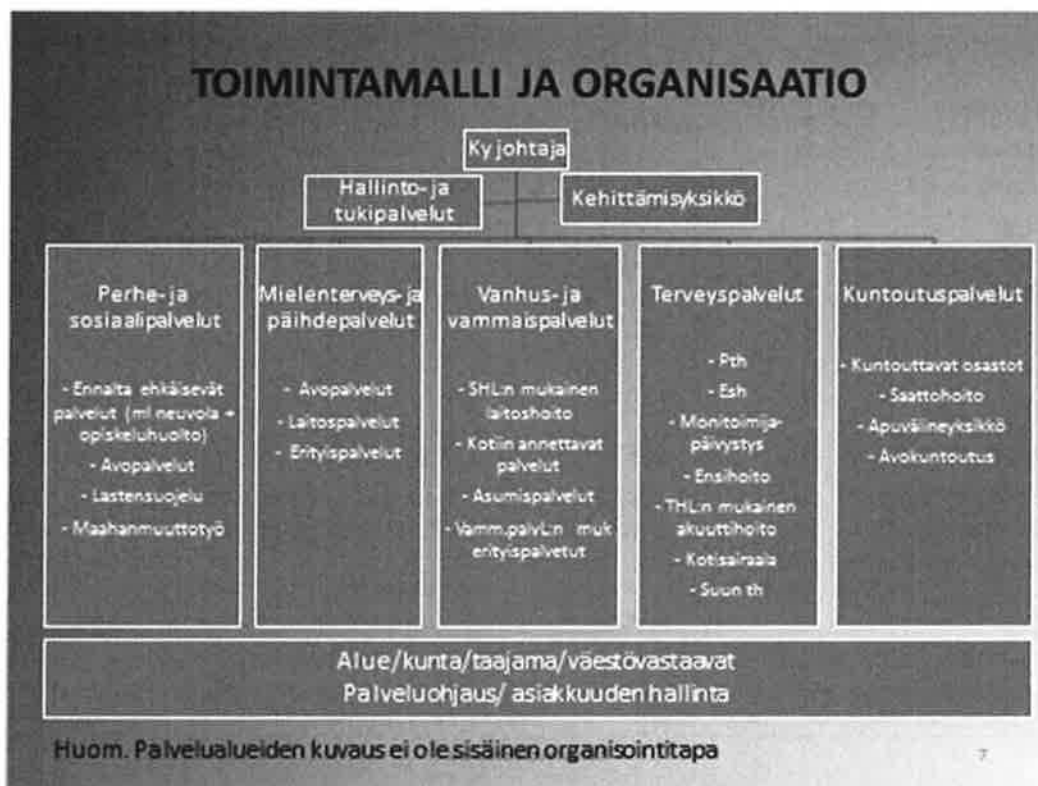 TOIMINTAMALLI JA ORGANISAATIO
Ky johtaja
Hallinto- ja
tukipalvelut
Kehittämisyksikkö
Perhe- ja
sosiaalipalvelut
- Ennalta ehkäisevät
palvelut (ml neuvola +
opiskeluhuolto)
- Avopalvelut
- Lastensuojelu
- Maahanmuuttotyö
Mielenterveys- ja
päihdepalvelut
- Avopalvelut
- Laitospalvelut
- Erityispalvelut
Vanhus- ja
vammaispalvelut
- SHL:n mukainen
laitoshoito
- Kotiin annettavat
palvelut
- Asumispalvelut
- Vamm.palvL:n muk
erityispalvetut
Terveyspalvelut
- Pth
- Esh
- Monitoimija-
päivystys
- Ensihoito
- THL:n mukainen
akuuttihoito
- Kotisairaala
- Suun th
Kuntoutuspalvelut
- Kuntouttavat osastot
- Saattohoito
- Apuvälineyksikkö
- Avokuntoutus
Alue/kunta/taajama/väestövastaavat
Palveluohjaus/ asiakkuuden hallinta
Huom. Palvelualueiden kuvaus ei ole sisäinen organisointitapa
7